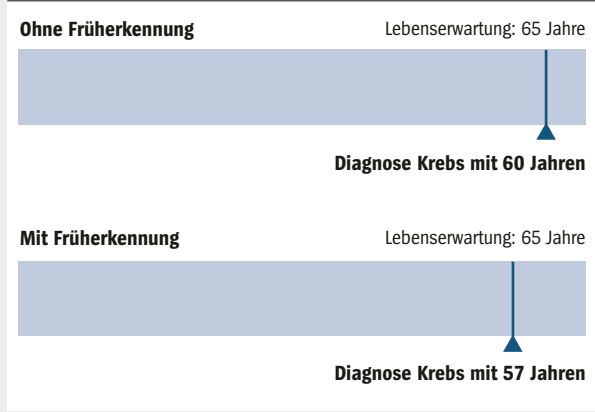 Ohne Früherkennung
Lebenserwartung: 65 Jahre
Diagnose Krebs mit 60 Jahren
Mit Früherkennung
Lebenserwartung: 65 Jahre
Diagnose Krebs mit 57 Jahren